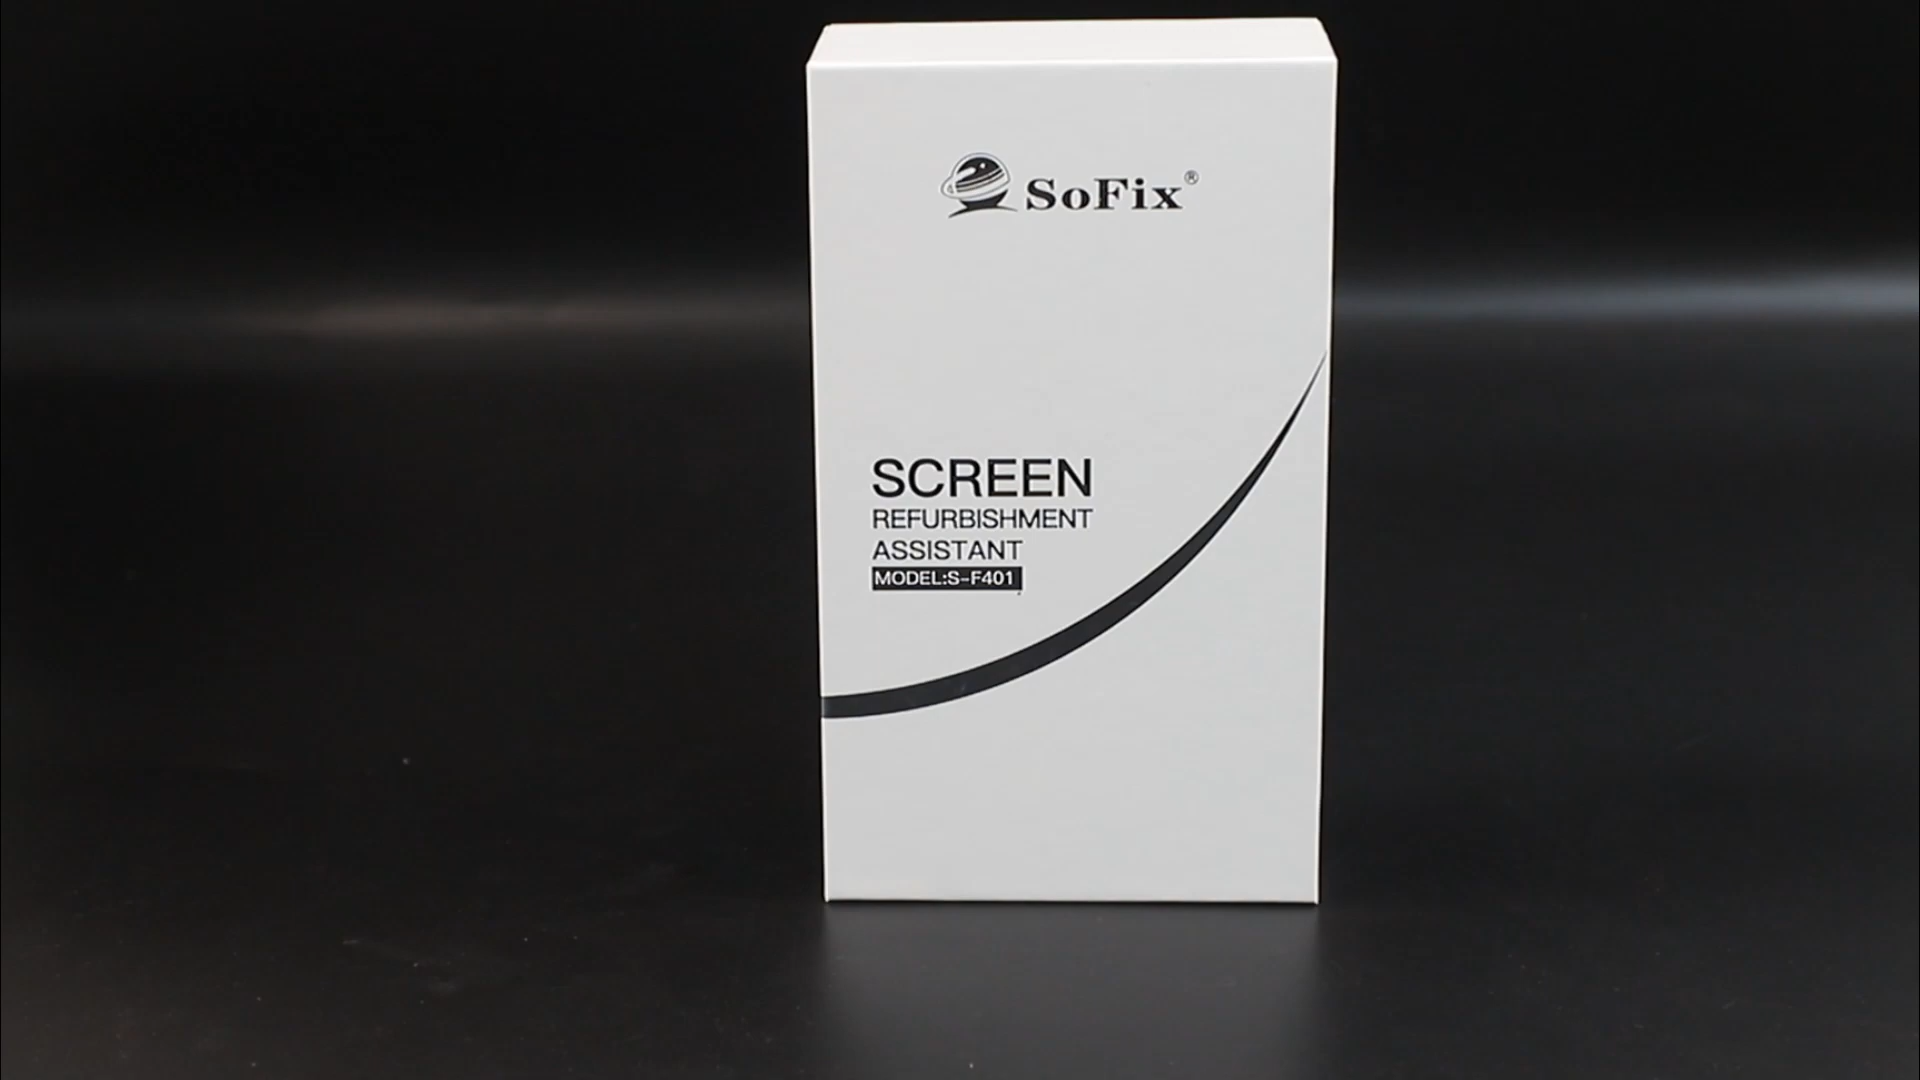 SoFix®
SCREEN
REFURBISHMENT
ASSISTANT
MODEL:S-F401